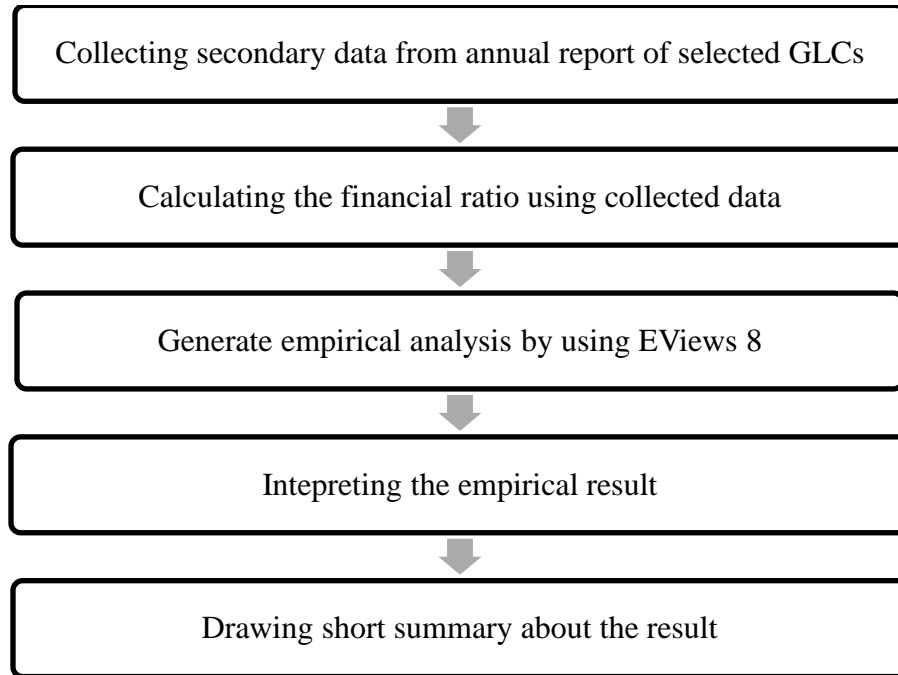 Collecting secondary data from annual report of selected GLCs
Calculating the financial ratio using collected data
Generate empirical analysis by using EViews 8
Intepreting the empirical result
Drawing short summary about the result